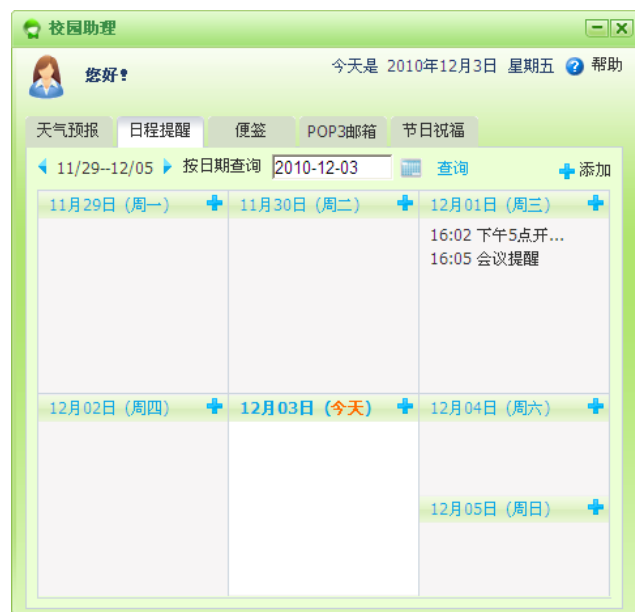 校园助理
您好!
今天是 2010年12月3日 星期五 帮助
天气预报 日程提醒 便签 POP3邮箱 节日祝福
11/29--12/05 按日期查询 2010-12-03 查询 添加
11月29日 (周一) 11月30日 (周二) 12月01日 (周三)
16:02 下午5点开...
16:05 会议提醒
12月02日 (周四) 12月03日 (今天) 12月04日 (周六)
12月05日 (周日)